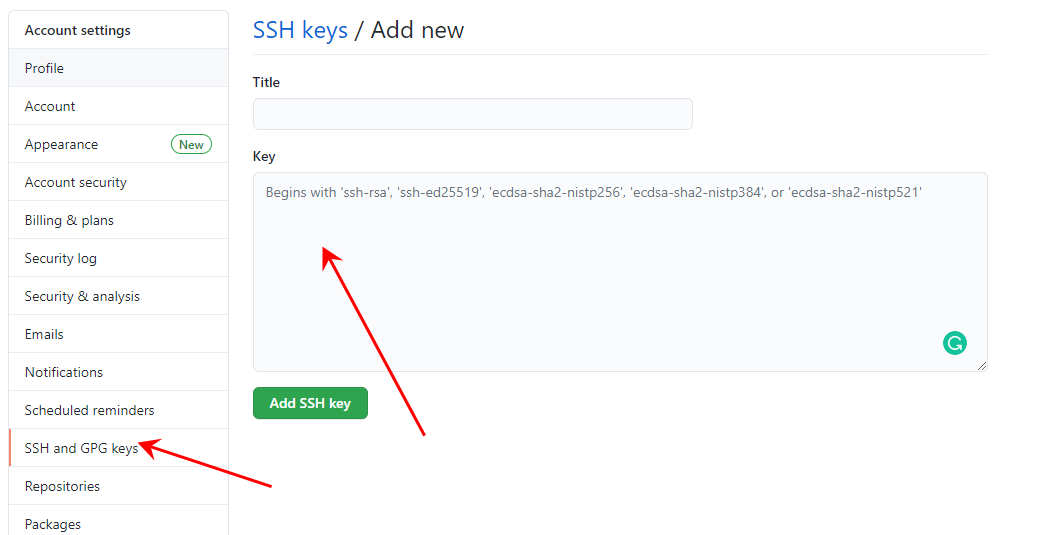 Account settings
Profile
Account
Appearance New
Account security
Billing & plans
Security log
Security & analysis
Emails
Notifications
Scheduled reminders
SSH and GPG keys
Repositories
Packages
SSH keys / Add new
Title
Key
Begins with 'ssh-rsa', 'ssh-ed25519', 'ecdsa-sha2-nistp256', 'ecdsa-sha2-nistp384', or 'ecdsa-sha2-nistp521'
Add SSH key